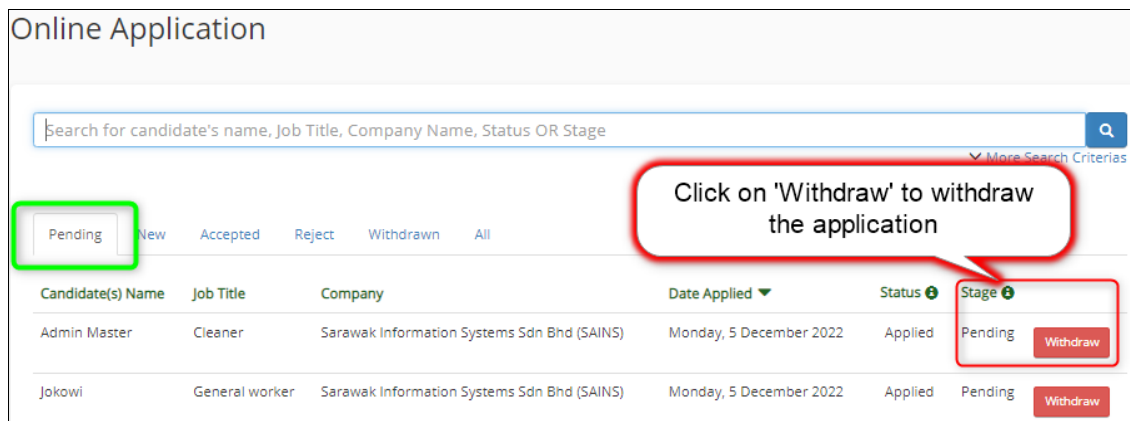 Online Application
Search for candidate's name, Job Title, Company Name, Status OR Stage
More Search Criterias
Click on 'Withdraw' to withdraw
the application
Pending New Accepted Reject Withdrawn All
Candidate(s) Name Job Title Company Date Applied Status Stage
Admin Master Cleaner Sarawak Information Systems Sdn Bhd (SAINS) Monday, 5 December 2022 Applied Pending Withdraw
Jokowi General worker Sarawak Information Systems Sdn Bhd (SAINS) Monday, 5 December 2022 Applied Pending Withdraw